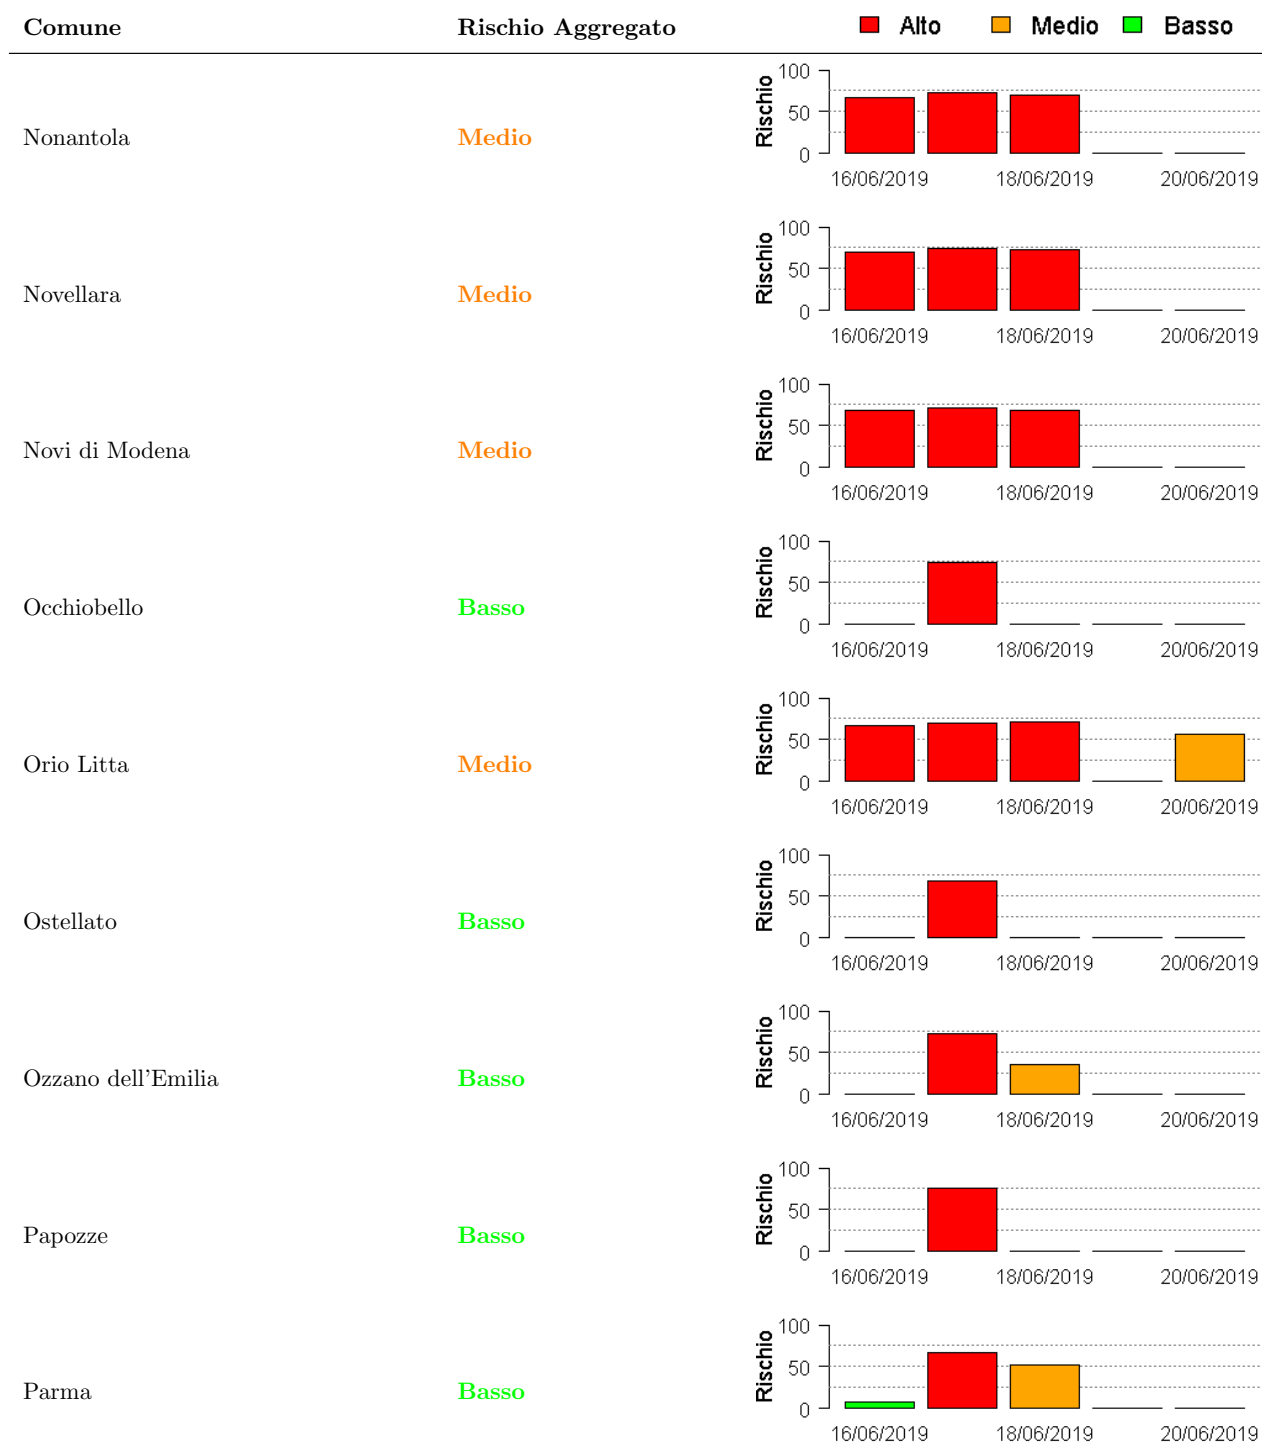 Comune Rischio Aggregato Alto Medio Basso
100
50
0
Rischio
Nonantola Medio
16/06/2019 18/06/2019 20/06/2019
100
50
0
Rischio
Novellara Medio
16/06/2019 18/06/2019 20/06/2019
100
50
0
Rischio
Novi di Modena Medio
16/06/2019 18/06/2019 20/06/2019
100
50
0
Rischio
Occhiobello Basso
16/06/2019 18/06/2019 20/06/2019
100
50
0
Rischio
Orio Litta Medio
16/06/2019 18/06/2019 20/06/2019
100
50
0
Rischio
Ostellato Basso
16/06/2019 18/06/2019 20/06/2019
100
50
0
Rischio
Ozzano dell'Emilia Basso
16/06/2019 18/06/2019 20/06/2019
100
50
0
Rischio
Papozze Basso
16/06/2019 18/06/2019 20/06/2019
100
50
0
Rischio
Parma Basso
16/06/2019 18/06/2019 20/06/2019